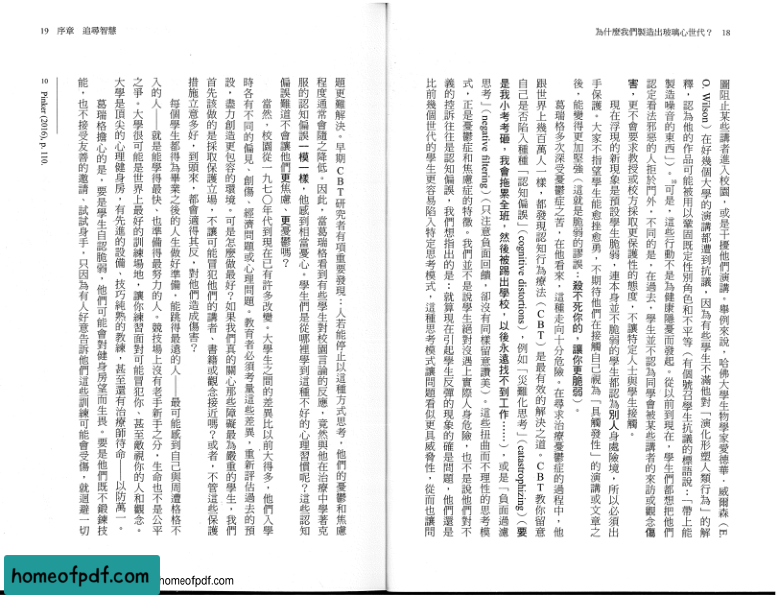 為什麼我們製造出玻璃心世代? 18
圖阻止某些講者進入校園,或是干擾他們演講。舉例來說,哈佛大學生物學家愛德華.威爾森(E.
O. Wilson)在好幾個大學的演講都遭到抗議,因為有些學生不滿他對「演化形塑人類行為」的解
釋,認為他的作品可能被用以鞏固既定性別角色和不平等(有個號召學生抗議的標語說:「帶上能
製造噪音的東西」)。可是,這些行動不是為健康隱憂而發起。從以前到現在,學生們都想把他們
認定看法邪惡的人拒於門外,不同的是,在過去,學生並不認為同學會被某些講者的來訪或觀念傷
害,更不會要求教授或校方採取更保護性的態度,不讓特定人士與學生接觸。
現在浮現的新現象是預設學生脆弱,連本身並不脆弱的學生都認為別人身處險境,所以必須出
手保護。大家不指望學生能愈挫愈勇,不期待他們在接觸自己視為「具觸發性」的演講或文章之
後,能變得更加堅強(這就是脆弱的謬誤:殺不死你的,讓你更脆弱)。
葛瑞格多次深受憂鬱症之苦,在他看來,這種走向十分危險。在尋求治療憂鬱症的過程中,他
跟世界上幾百萬人一樣,都發現認知行為療法(CBT)是最有效的解決之道。CBT教你留意
自己是否陷入種種「認知偏誤」(cognitive distortions),例如「災難化思考」(catastrophizing)(要
是我小考考砸,我會拖累全班,然後被踢出學校,以後永遠找不到工作……),或是「負面過濾
思考」(negative filtering)(只注意負面回饋,卻沒有同樣留意讚美)。這些扭曲而不理性的思考模
式,正是憂鬱症和焦慮症的特徵。我們並不是說學生絕對沒遇上實際人身危險,也不是說他們對不
義的控訴往往是認知偏誤,我們想指出的是:就算現在引起學生反彈的現象的確是問題,他們還是
比前幾個世代的學生更容易陷入特定思考模式,這種思考模式讓問題看似更具威脅性,從而也讓問
19 序章 追尋智慧
題更難解決。早期CBT研究者有項重要發現:人若能停止以這種方式思考,他們的憂鬱和焦慮
程度通常會隨之降低。因此,當葛瑞格看到有些學生對校園言論的反應,竟然與他在治療中學著克
服的認知偏誤一模一樣,他感到相當憂心。學生們是從哪裡學到這種不好的心理習慣呢?這些認知
偏誤難道不會讓他們更焦慮、更憂鬱嗎?
當然,校園從一九七〇年代到現在已有許多改變。大學生之間的差異比以前大得多,他們入學
時各有不同的偏見、創傷、經濟問題或心理問題。教育者必須考量這些差異,重新評估過去的預
設,盡力創造更包容的環境。可是怎麼做最好?如果我們真的關心那些障礙最為嚴重的學生,我們
首先該做的是採取保護立場,不讓可能冒犯他們的講者、書籍或觀念接近嗎?或者,不管這些保護
措施立意多好,到頭來,都會適得其反,對他們造成傷害?
每個學生都得為畢業之後的人生做好準備,能跳得最遠的人——最可能感到自己與周遭格格不
入的人——就是能學得最快、也準備得最努力的人。競技場上沒有老手新手之分,生命也不是公平
之爭。大學很可能是世界上最好的訓練場地,讓你練習面對可能冒犯你、甚至敵視你的人和觀念。
大學是頂尖的心理健身房,有先進的設備、技巧純熟的教練,甚至還有治療師待命——以防萬一。
葛瑞格擔心的是,要是學生自認脆弱,他們可能會對健身房望而生畏。要是他們既不鍛鍊技
能,也不接受友善的邀請、試試身手。只因為有人好意告訴他們這些訓練可能會受傷,就迴避一切
10 Pinker (2016), p. 110.
homeofpdf.com
homeofpdf.com